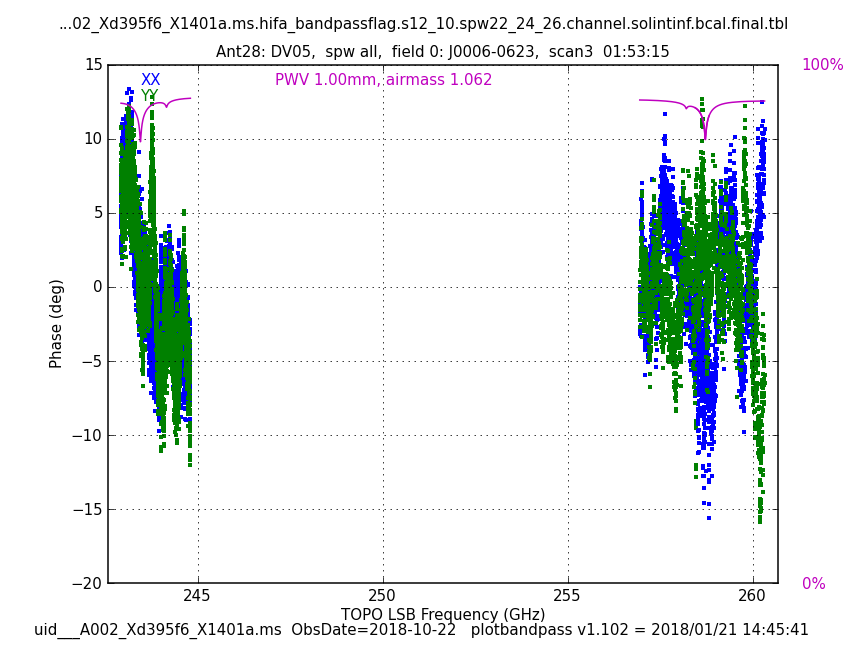 ...02_Xd395f6_X1401a.ms.hifa_bandpassflag.s12_10.spw22_24_26.channel.solintinf.bcal.final.tbl
Ant28: DV05, spw all, field 0: J0006-0623, scan3 01:53:15
15
XX
YY
PWV 1.00mm, airmass 1.062
100%
10
5
0
−5
−10
−15
−20
Phase (deg)
0%
245
250
255
260
TOPO LSB Frequency (GHz)
uid___A002_Xd395f6_X1401a.ms ObsDate=2018-10-22 plotbandpass v1.102 = 2018/01/21 14:45:41